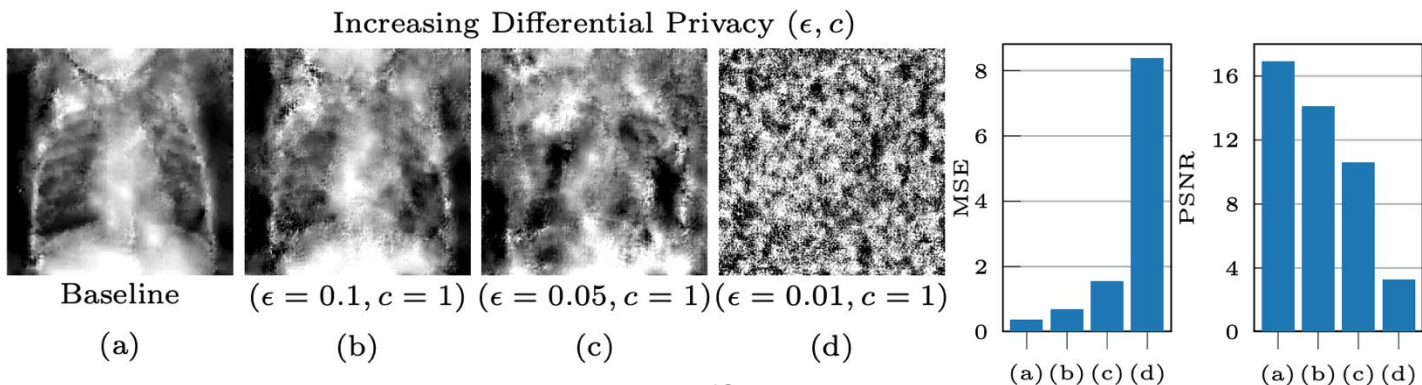 Increasing Differential Privacy (ϵ, c)
Baseline
(ϵ = 0.1, c = 1)
(ϵ = 0.05, c = 1)
(ϵ = 0.01, c = 1)
(a)
(b)
(c)
(d)
MSE
8
6
4
2
0
(a) (b) (c) (d)
PSNR
16
12
8
4
0
(a) (b) (c) (d)